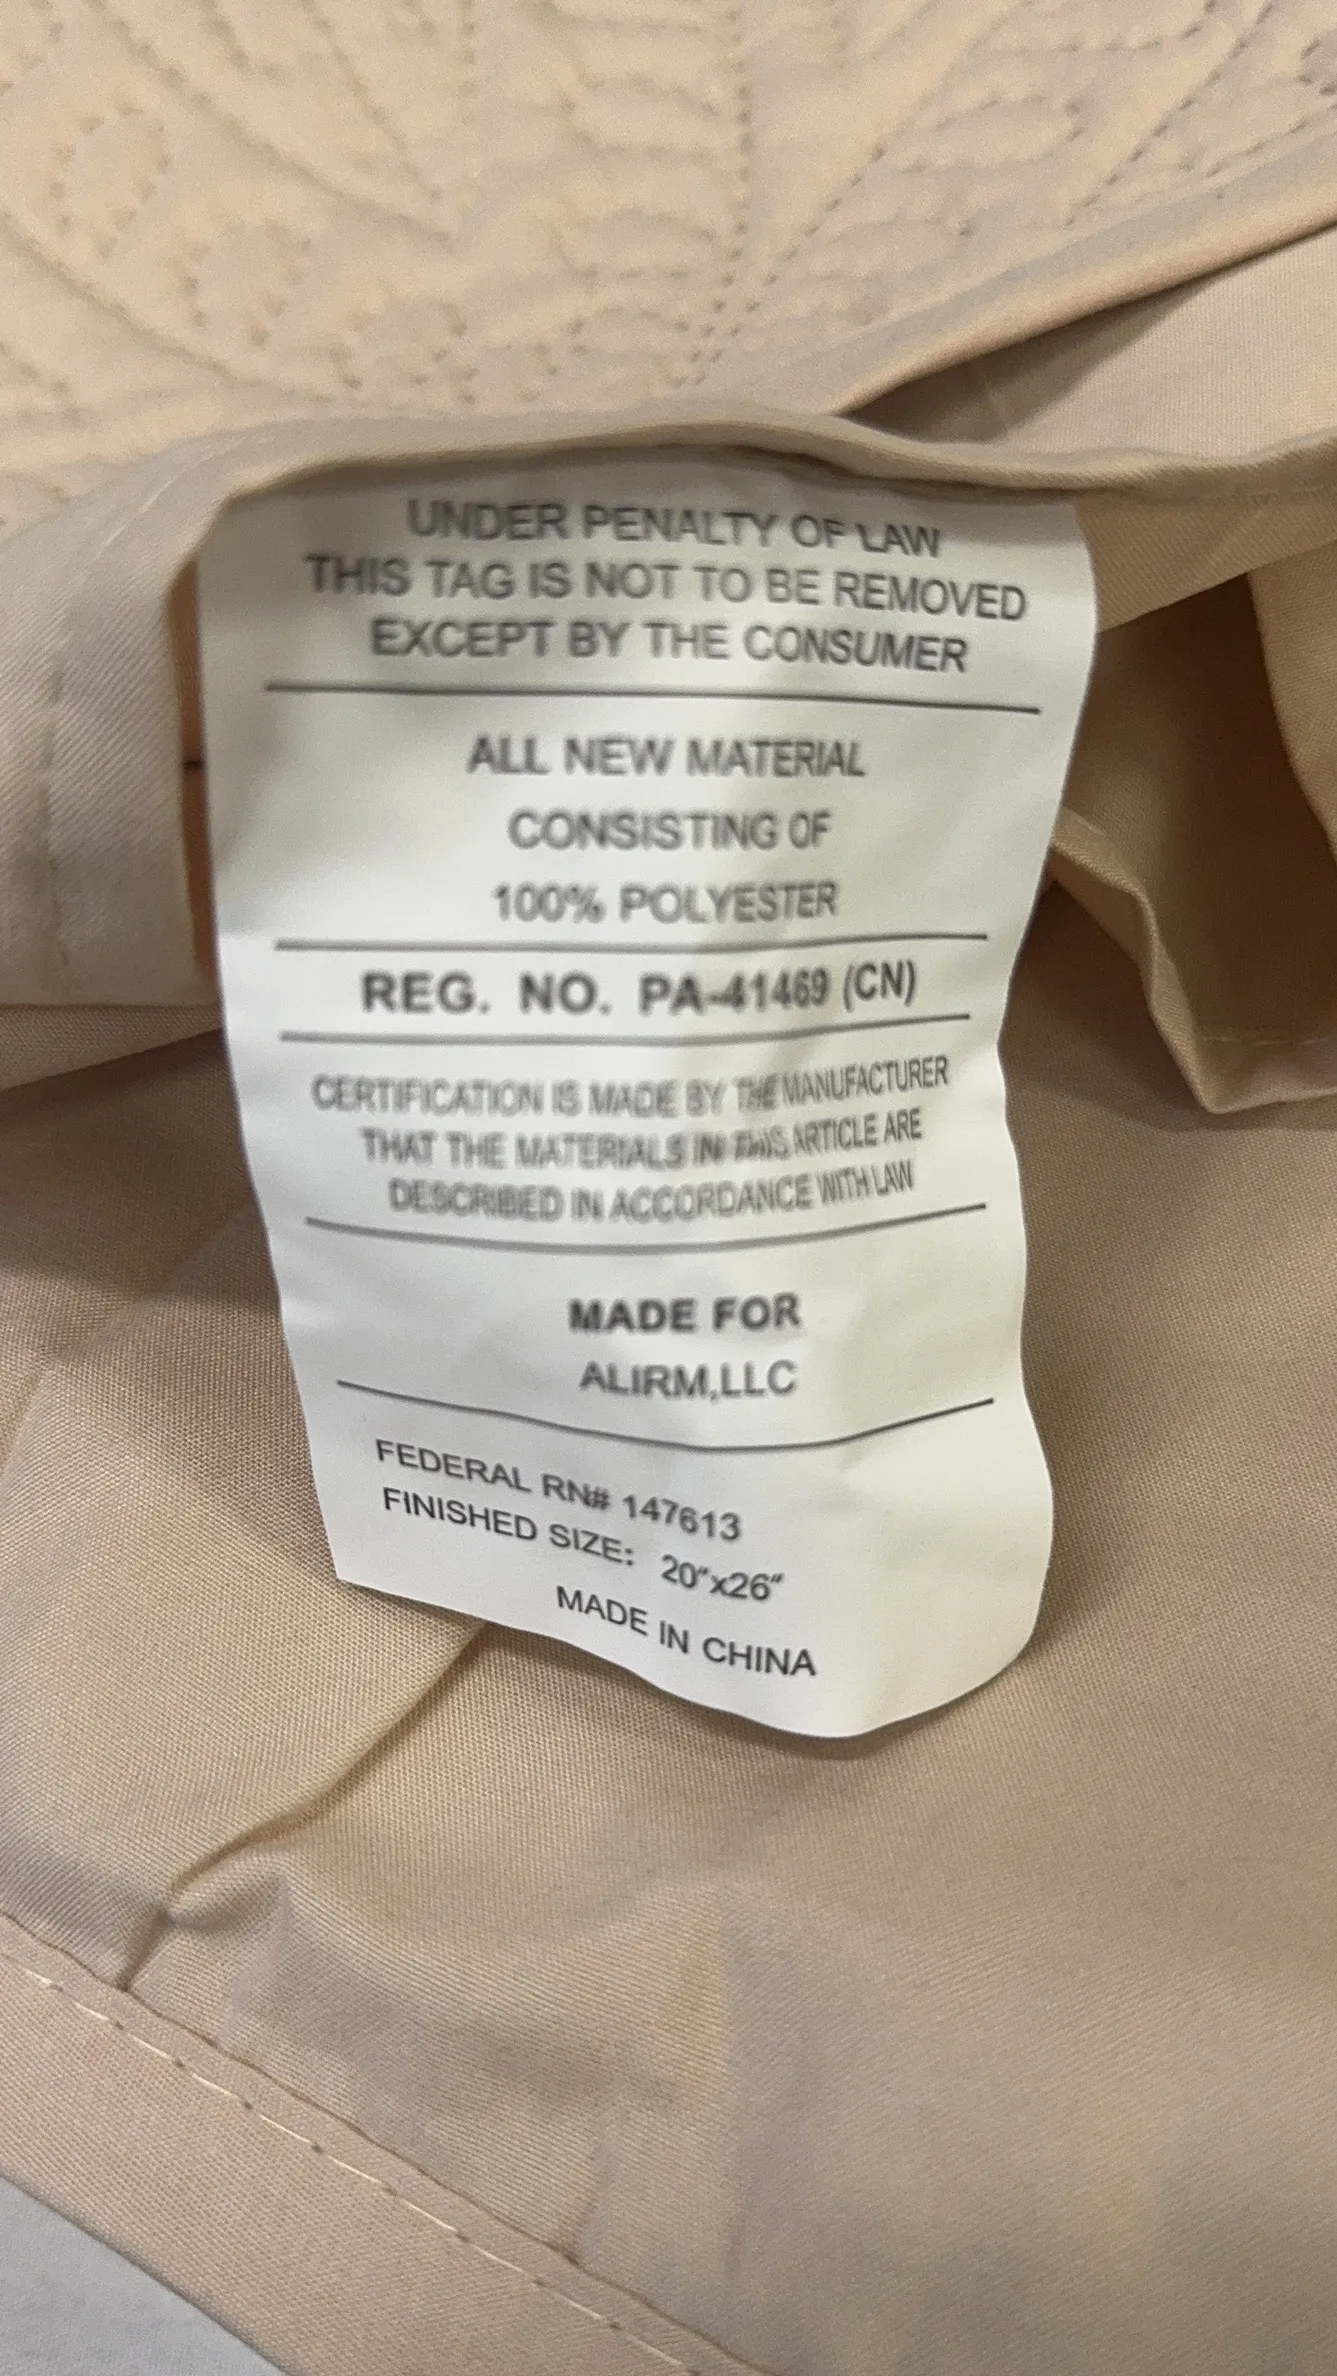 UNDER PENALTY OF LAW
THIS TAG IS NOT TO BE REMOVED
EXCEPT BY THE CONSUMER
ALL NEW MATERIAL
CONSISTING OF
100% POLYESTER
REG. NO. PA-41469 (CN)
CERTIFICATION IS MADE BY THE MANUFACTURER
THAT THE MATERIALS IN THIS ARTICLE ARE
DESCRIBED IN ACCORDANCE WITH LAW
MADE FOR
ALIRM,LLC
FEDERAL RN# 147613
FINISHED SIZE: 20"x26"
MADE IN CHINA